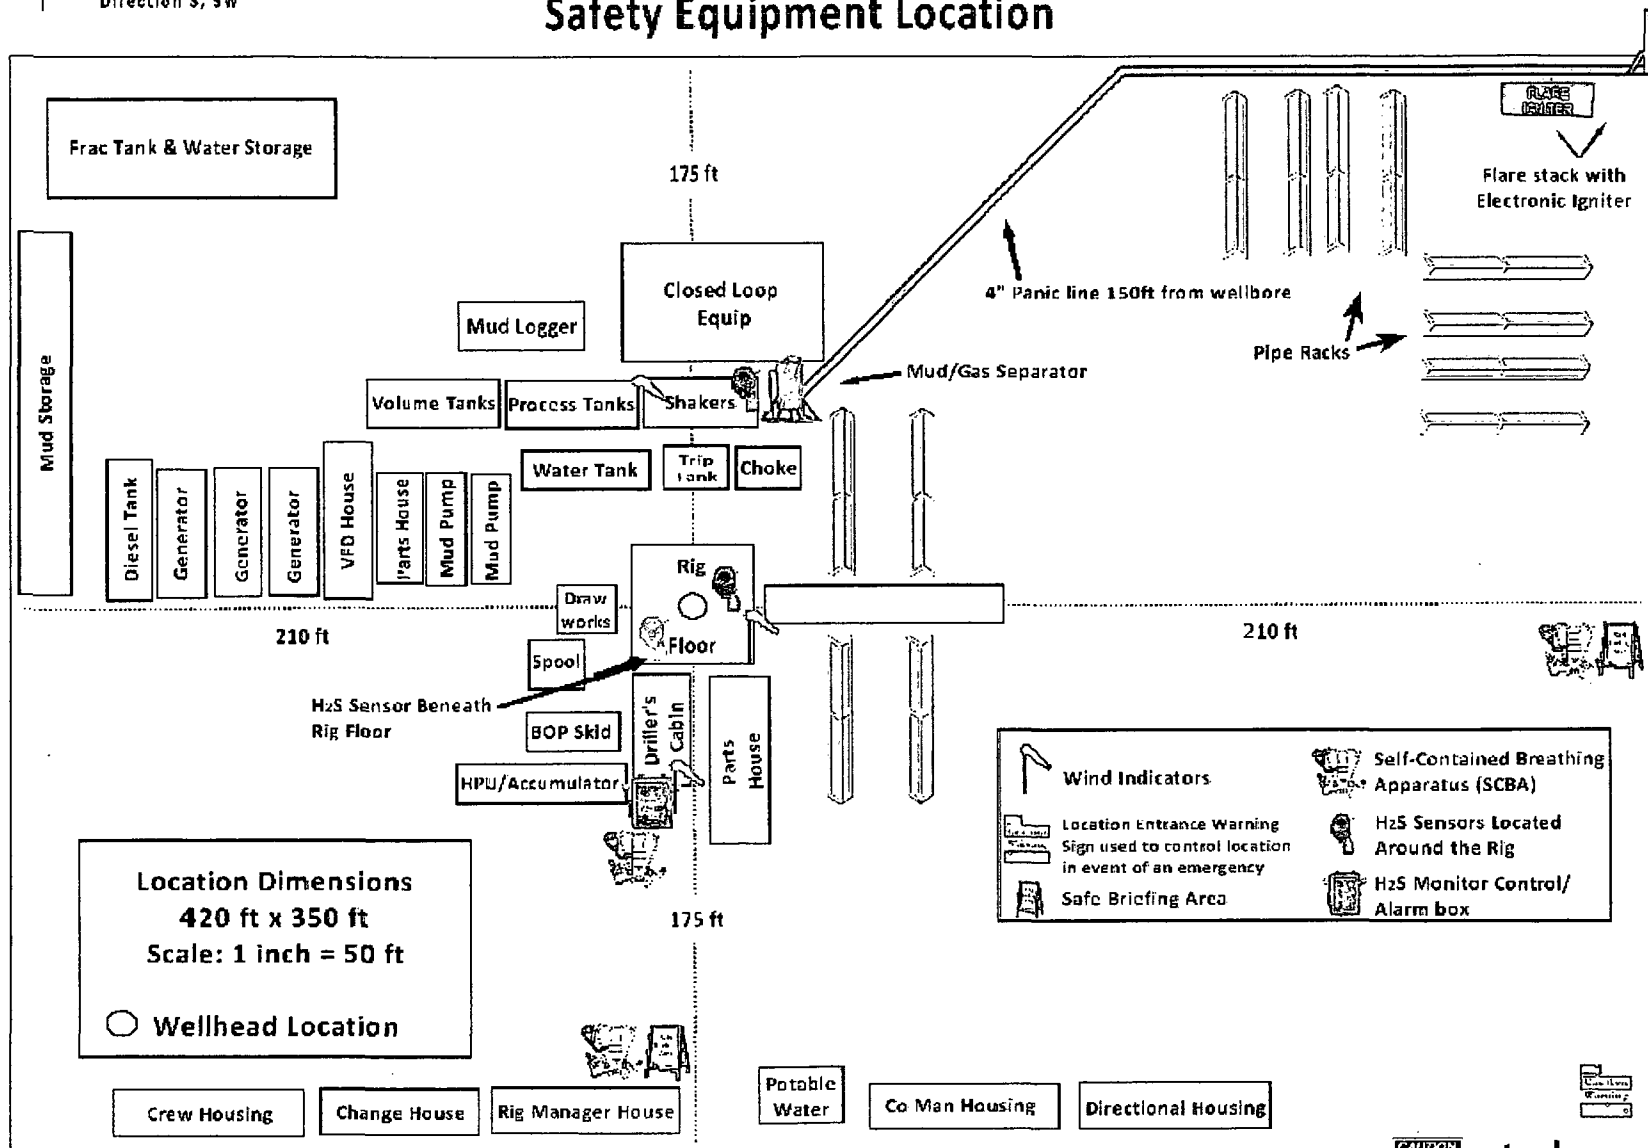 Direction S, SW
Safety Equipment Location
FLARE
IGNITER
Frac Tank & Water Storage
175 ft
Flare stack with
Electronic Igniter
Closed Loop
Equip
4" Panic line 150ft from wellbore
Mud Logger
Pipe Racks
Mud/Gas Separator
Mud Storage
Volume Tanks
Process Tanks
Shakers
Water Tank
Trip
Tank
Choke
Diesel Tank
Generator
Generator
Generator
VFD House
Parts House
Mud Pump
Mud Pump
Rig
Floor
Draw
works
210 ft
210 ft
Spool
H2S Sensor Beneath
Rig Floor
BOP Skid
Driller's
Cabin
Parts
House
HPU/Accumulator
Wind Indicators
Self-Contained Breathing
Apparatus (SCBA)
Location Entrance Warning
Sign used to control location
in event of an emergency
H2S Sensors Located
Around the Rig
Safe Briefing Area
H2S Monitor Control/
Alarm box
Location Dimensions
420 ft x 350 ft
Scale: 1 inch = 50 ft
Wellhead Location
175 ft
Crew Housing
Change House
Rig Manager House
Potable
Water
Co Man Housing
Directional Housing
Caution
Warning
CAUTION